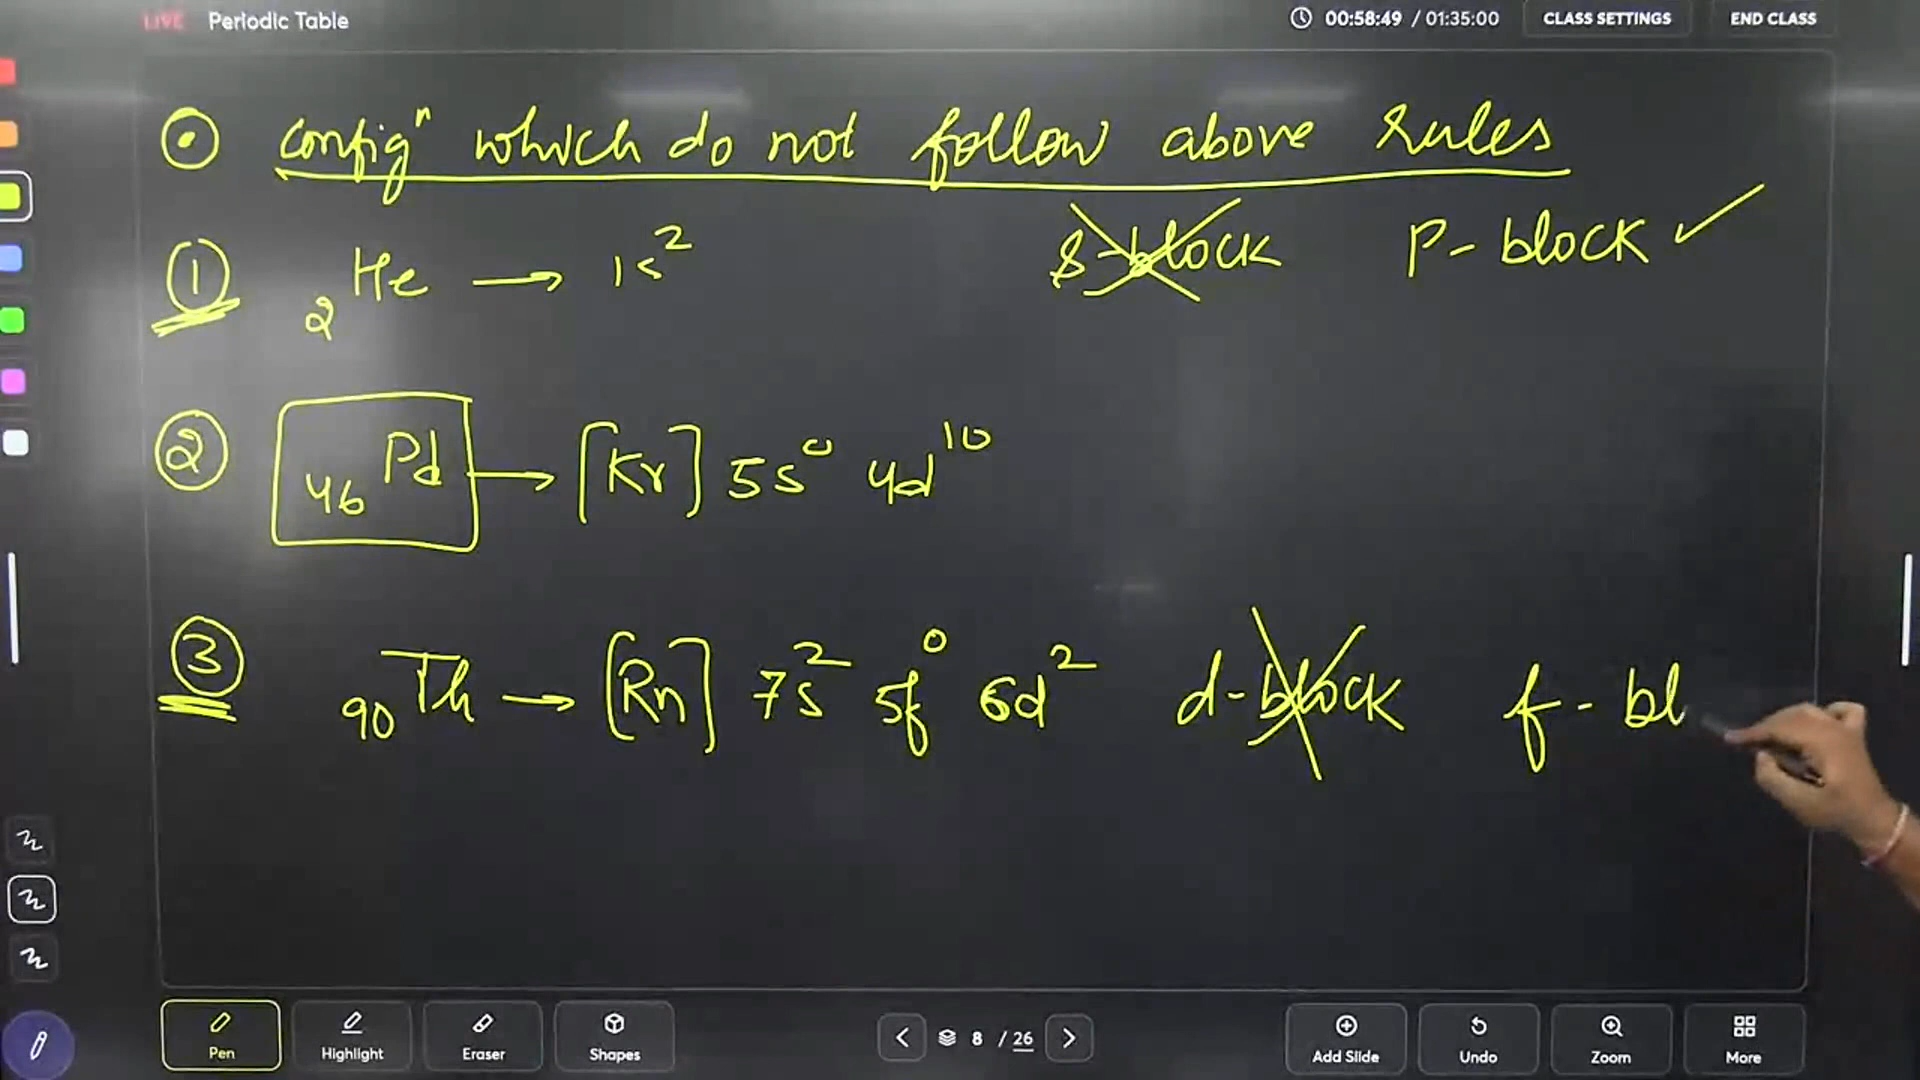 LIVE Periodic Table 00:58:49 / 01:35:00 CLASS SETTINGS END CLASS
configⁿ which do not follow above rules
① ₂He → 1s² s-block P-block ✓
② ₄₆Pd → [Kr] 5s⁰ 4d¹⁰
③ ₉₀Th → [Rn] 7s² 5f⁰ 6d² d-block f-bl
Pen Highlight Eraser Shapes 8 / 26 Add Slide Undo Zoom More